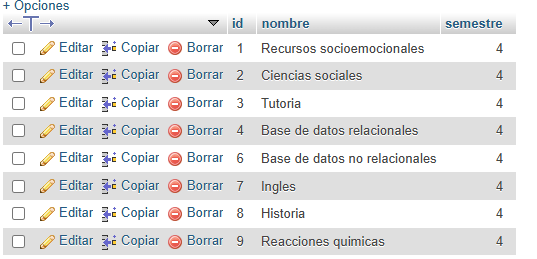 + Opciones
id nombre semestre
Editar Copiar Borrar 1 Recursos socioemocionales 4
Editar Copiar Borrar 2 Ciencias sociales 4
Editar Copiar Borrar 3 Tutoria 4
Editar Copiar Borrar 4 Base de datos relacionales 4
Editar Copiar Borrar 6 Base de datos no relacionales 4
Editar Copiar Borrar 7 Ingles 4
Editar Copiar Borrar 8 Historia 4
Editar Copiar Borrar 9 Reacciones quimicas 4